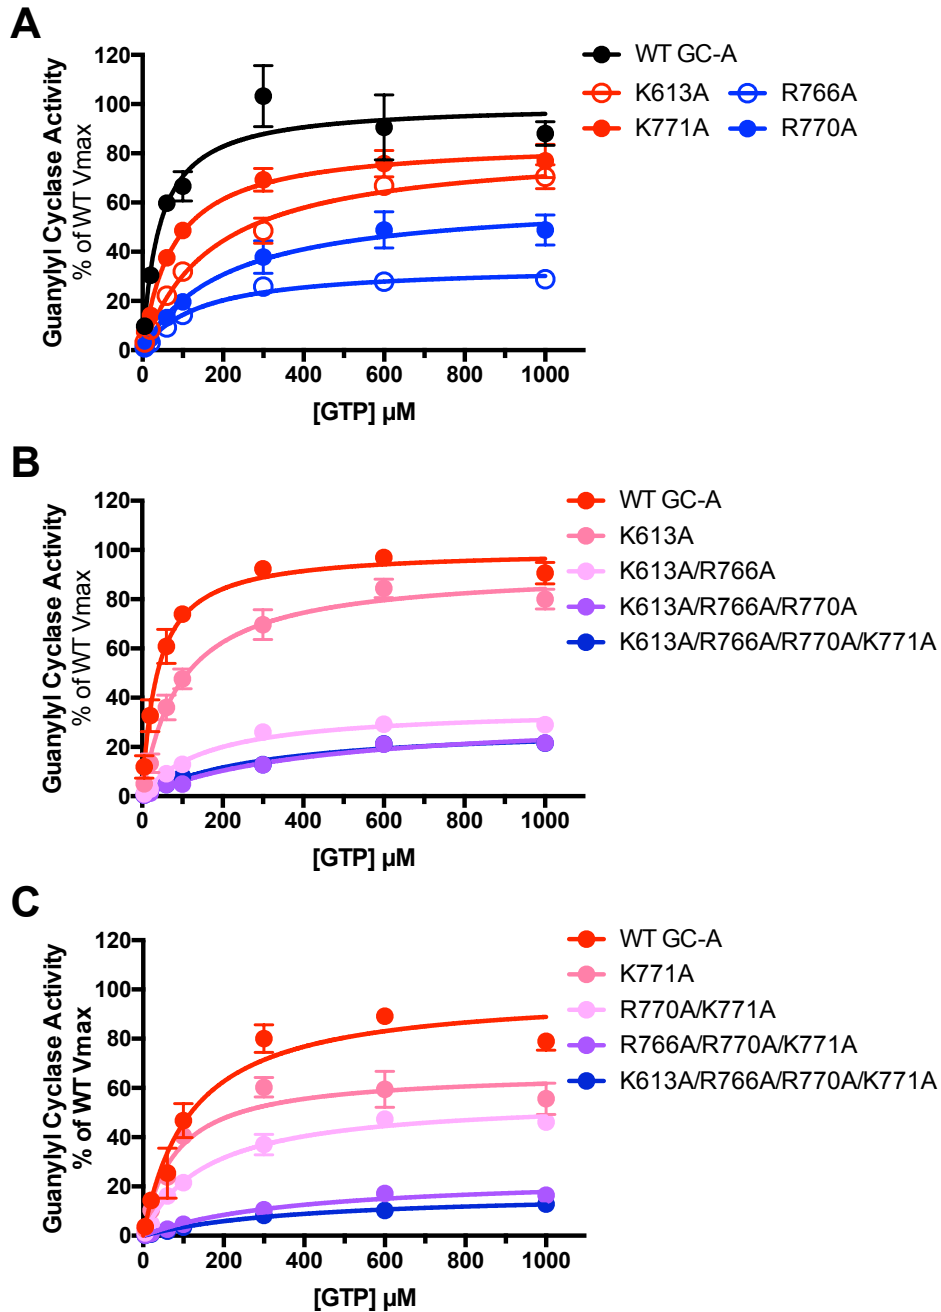 A
Guanylyl Cyclase Activity
% of WT Vmax
120
100
80
60
40
20
0
0 200 400 600 800 1000
[GTP] µM
WT GC-A
K613A R766A
K771A R770A
B
Guanylyl Cyclase Activity
% of WT Vmax
120
100
80
60
40
20
0
0 200 400 600 800 1000
[GTP] µM
WT GC-A
K613A
K613A/R766A
K613A/R766A/R770A
K613A/R766A/R770A/K771A
C
Guanylyl Cyclase Activity
% of WT Vmax
120
100
80
60
40
20
0
0 200 400 600 800 1000
[GTP] µM
WT GC-A
K771A
R770A/K771A
R766A/R770A/K771A
K613A/R766A/R770A/K771A